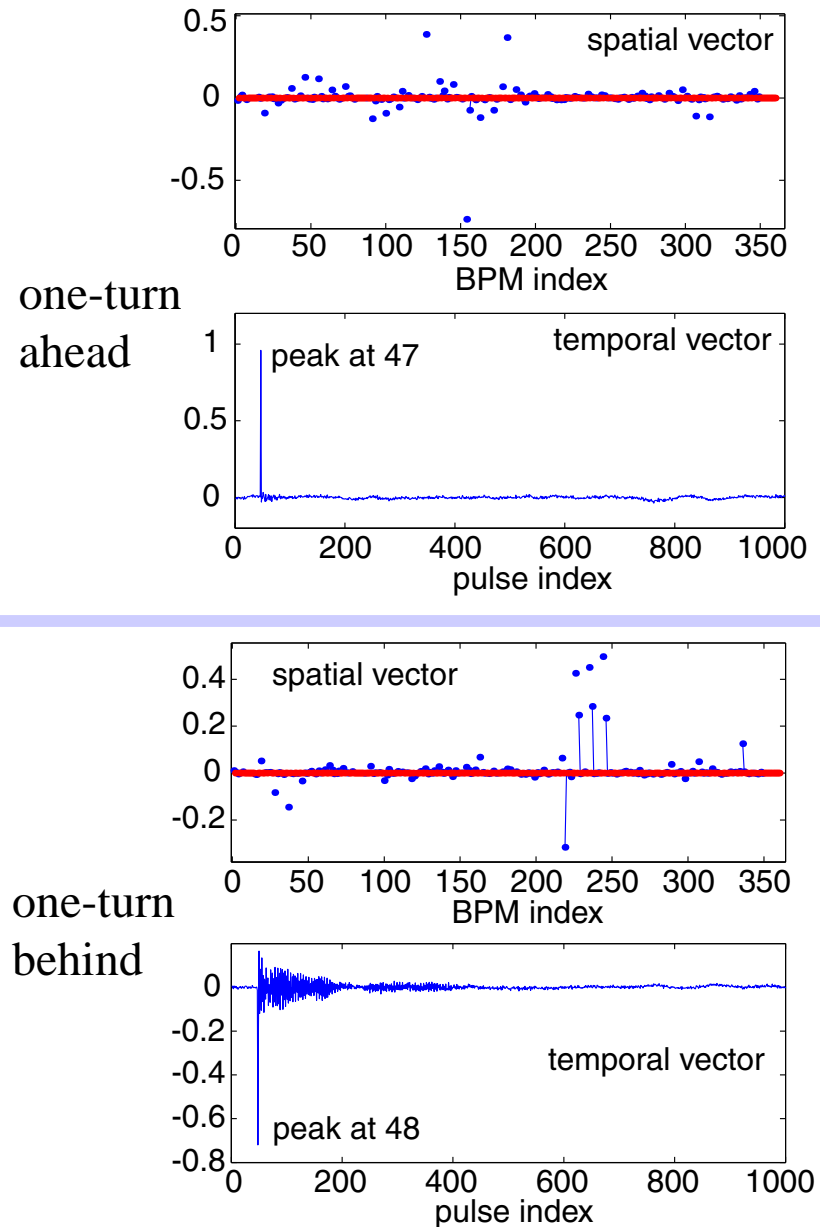 0.5
spatial vector
0
-0.5
0 50 100 150 200 250 300 350
BPM index
one-turn
ahead
1
temporal vector
peak at 47
0.5
0
0 200 400 600 800 1000
pulse index
spatial vector
0.4
0.2
0
-0.2
0 50 100 150 200 250 300 350
BPM index
one-turn
behind
0
-0.2
-0.4
temporal vector
-0.6
peak at 48
-0.8
0 200 400 600 800 1000
pulse index